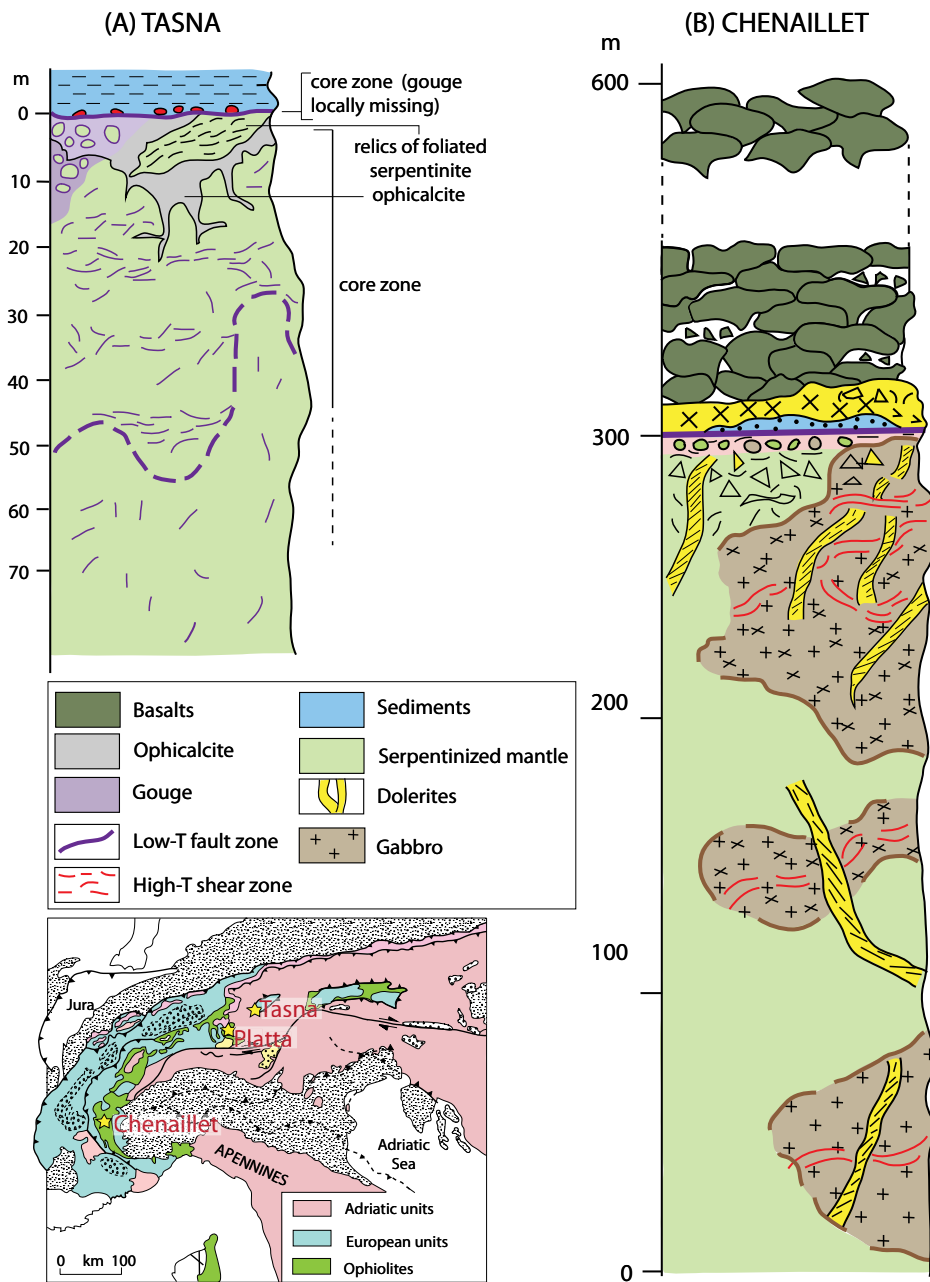 (A) TASNA
(B) CHENAILLET
m
0
10
20
30
40
50
60
70
core zone (gouge
locally missing)
relics of foliated
serpentinite
ophicalcite
core zone
m
600
300
200
100
0
Basalts
Ophicalcite
Gouge
Low-T fault zone
High-T shear zone
Sediments
Serpentinized mantle
Dolerites
Gabbro
Jura
Tasna
Platta
Chenaillet
APENNINES
Adriatic
Sea
Adriatic units
European units
Ophiolites
0 km 100